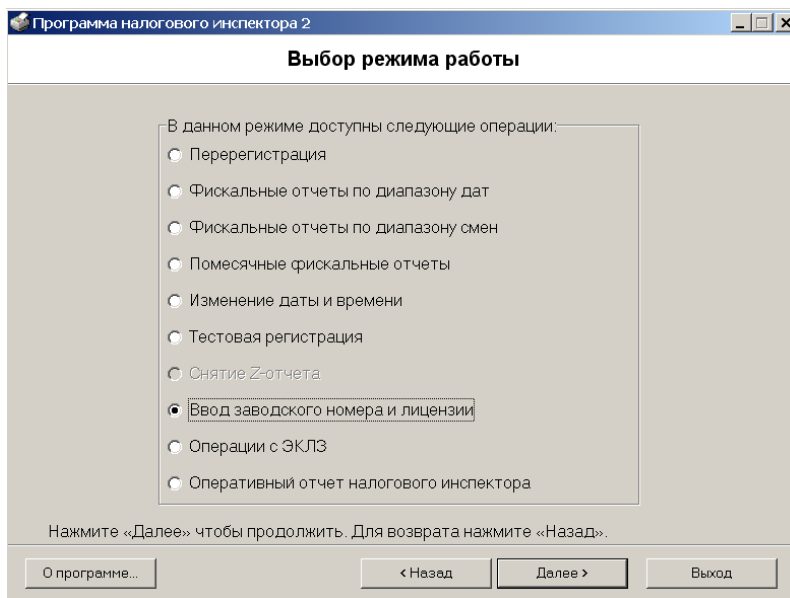 Программа налогового инспектора 2
Выбор режима работы
В данном режиме доступны следующие операции:
Перерегистрация
Фискальные отчеты по диапазону дат
Фискальные отчеты по диапазону смен
Помесячные фискальные отчеты
Изменение даты и времени
Тестовая регистрация
Снятие Z-отчета
Ввод заводского номера и лицензии
Операции с ЭКЛЗ
Оперативный отчет налогового инспектора
Нажмите «Далее» чтобы продолжить. Для возврата нажмите «Назад».
О программе... < Назад Далее > Выход